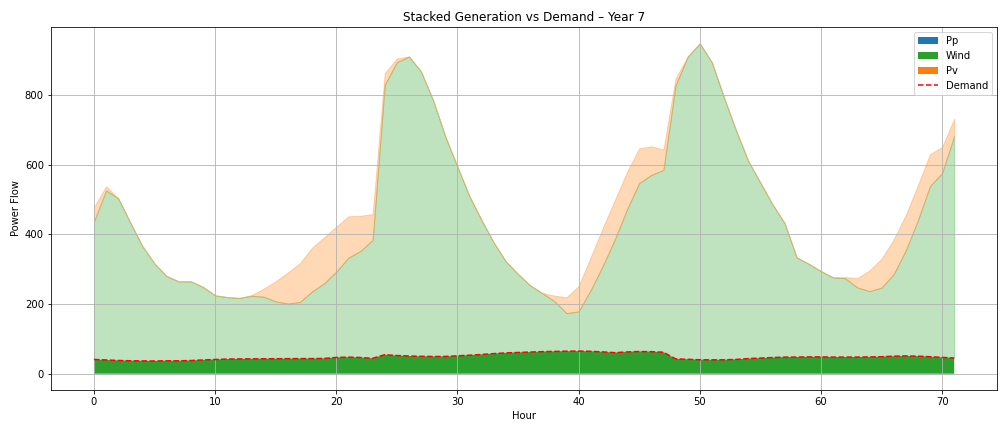 Stacked Generation vs Demand – Year 7
Pp
Wind
Pv
Demand
Power Flow
800
600
400
200
0
0 10 20 30 40 50 60 70
Hour